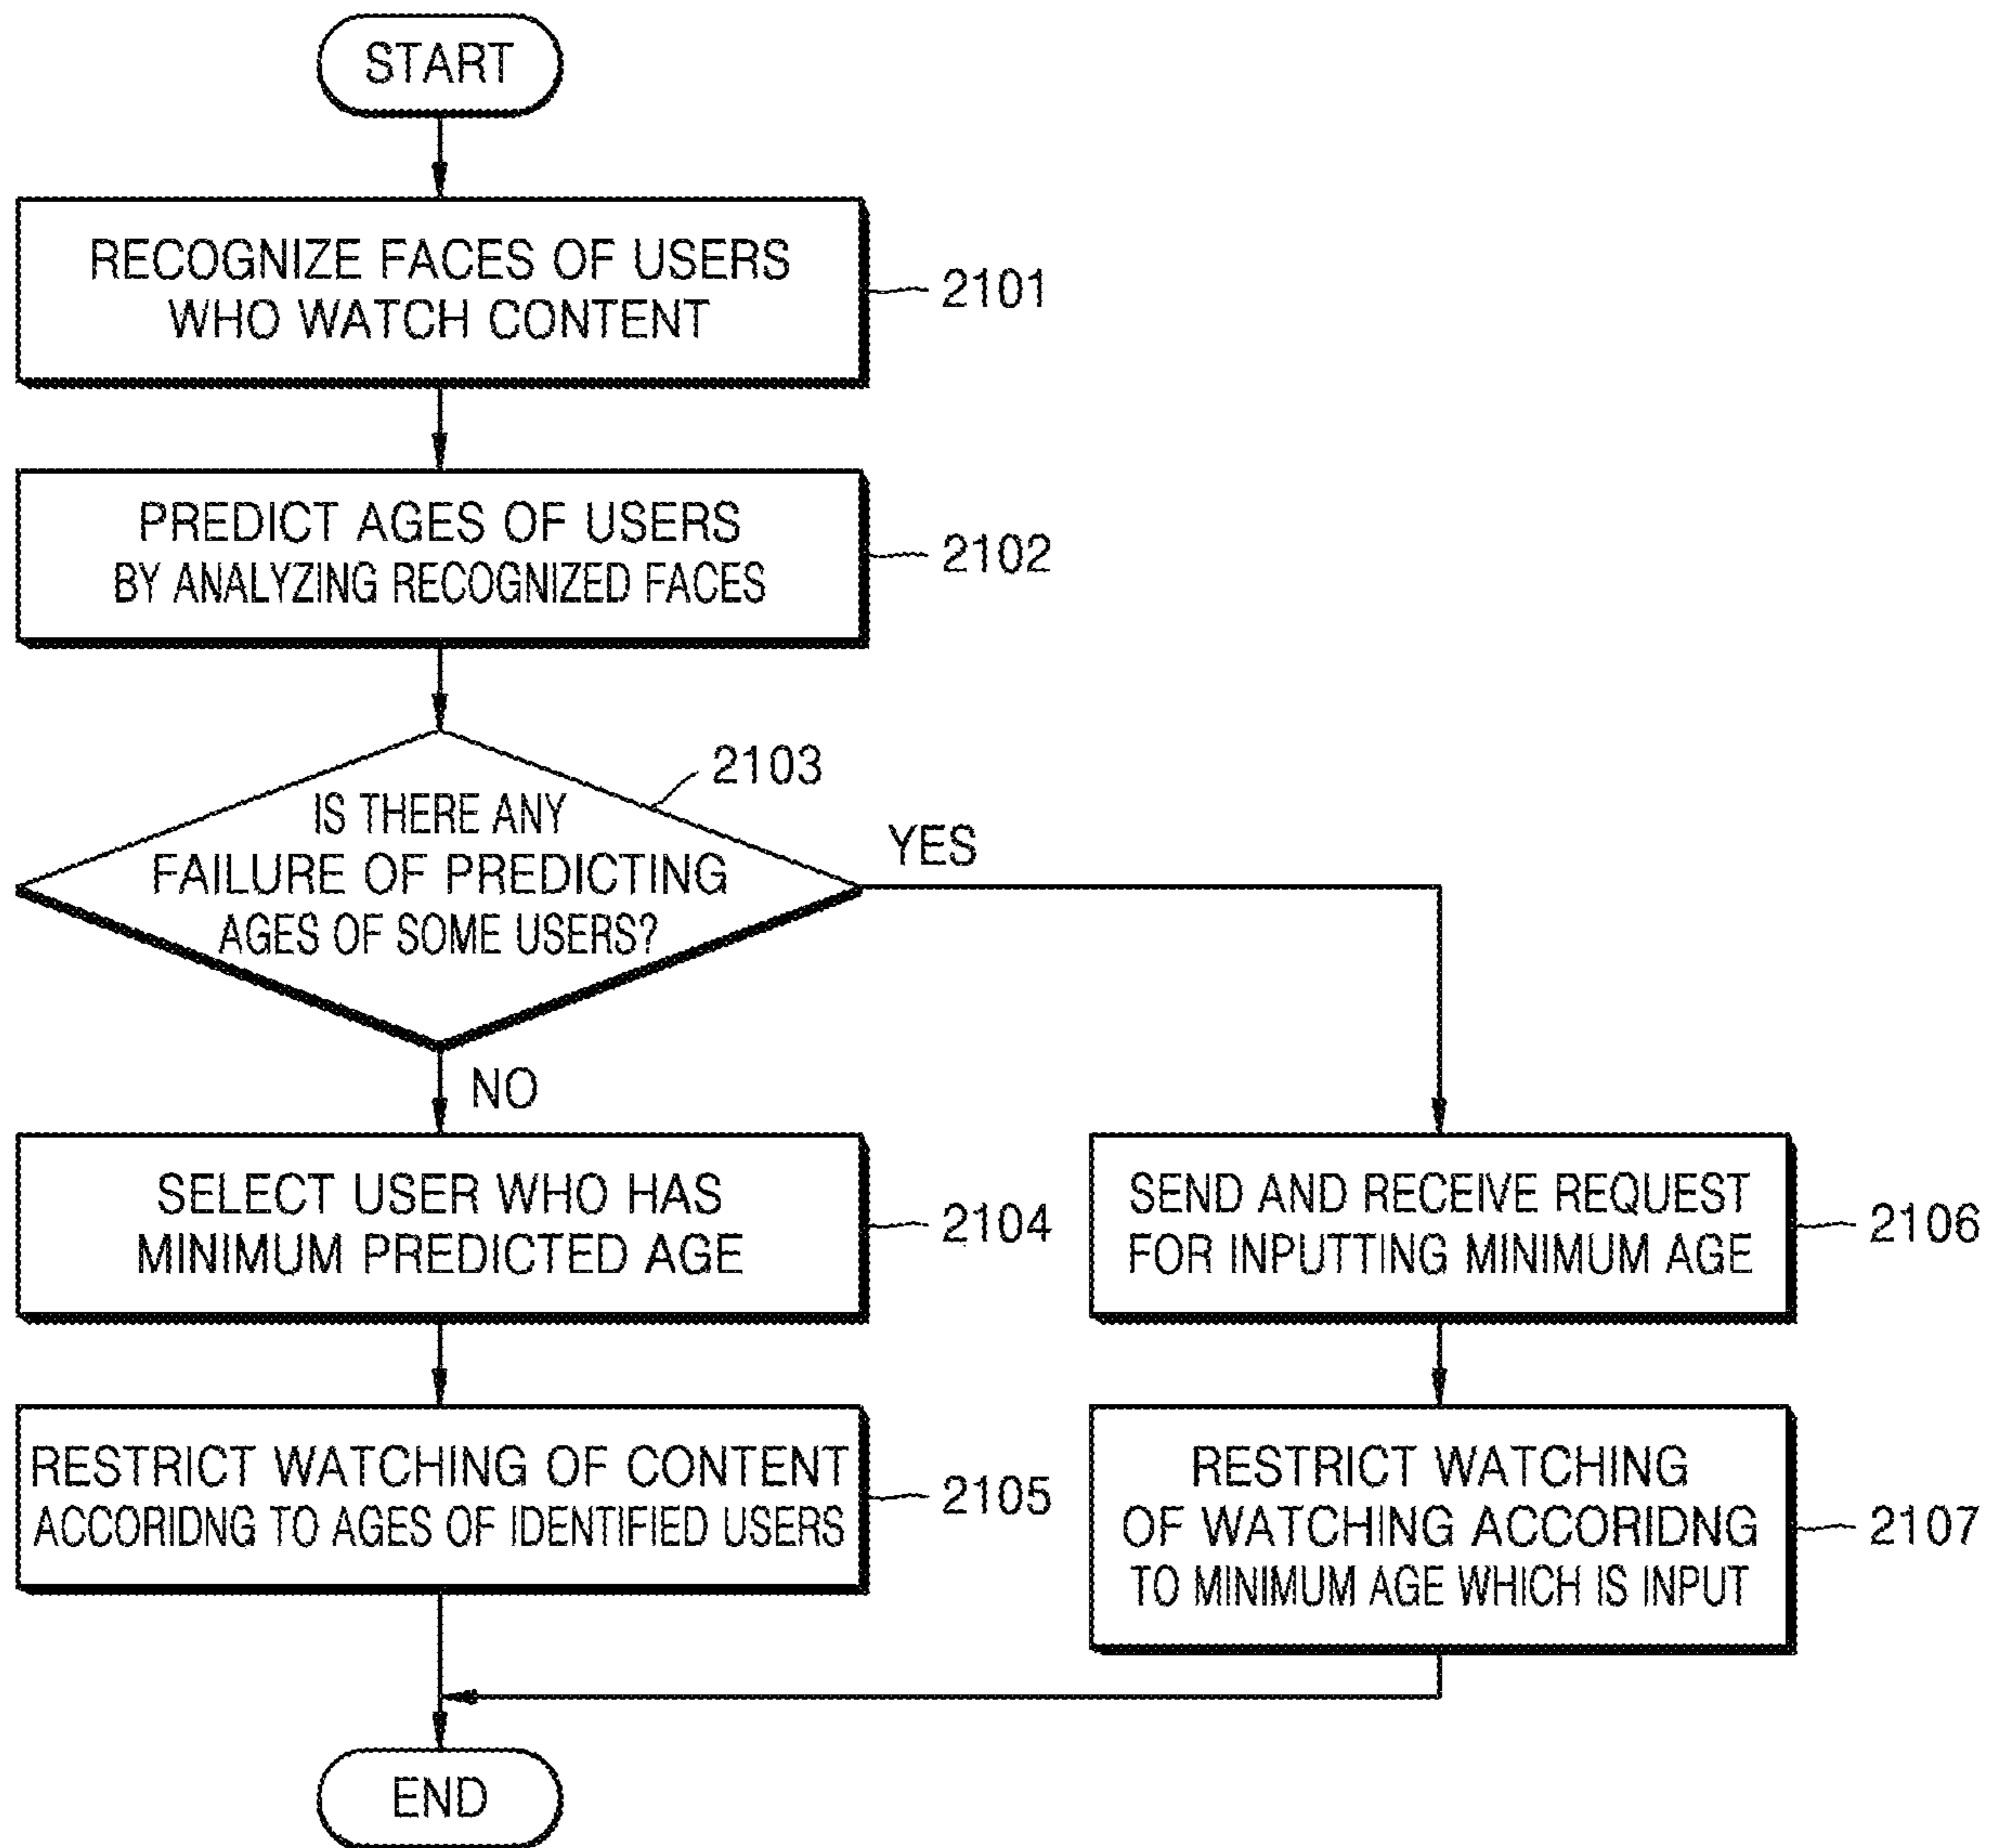 START
RECOGNIZE FACES OF USERS
WHO WATCH CONTENT
2101
PREDICT AGES OF USERS
BY ANALYZING RECOGNIZED FACES
2102
2103
IS THERE ANY
FAILURE OF PREDICTING
AGES OF SOME USERS?
YES
NO
SELECT USER WHO HAS
MINIMUM PREDICTED AGE
2104
SEND AND RECEIVE REQUEST
FOR INPUTTING MINIMUM AGE
2106
RESTRICT WATCHING OF CONTENT
ACCORIDNG TO AGES OF IDENTIFIED USERS
2105
RESTRICT WATCHING
OF WATCHING ACCORIDNG
TO MINIMUM AGE WHICH IS INPUT
2107
END